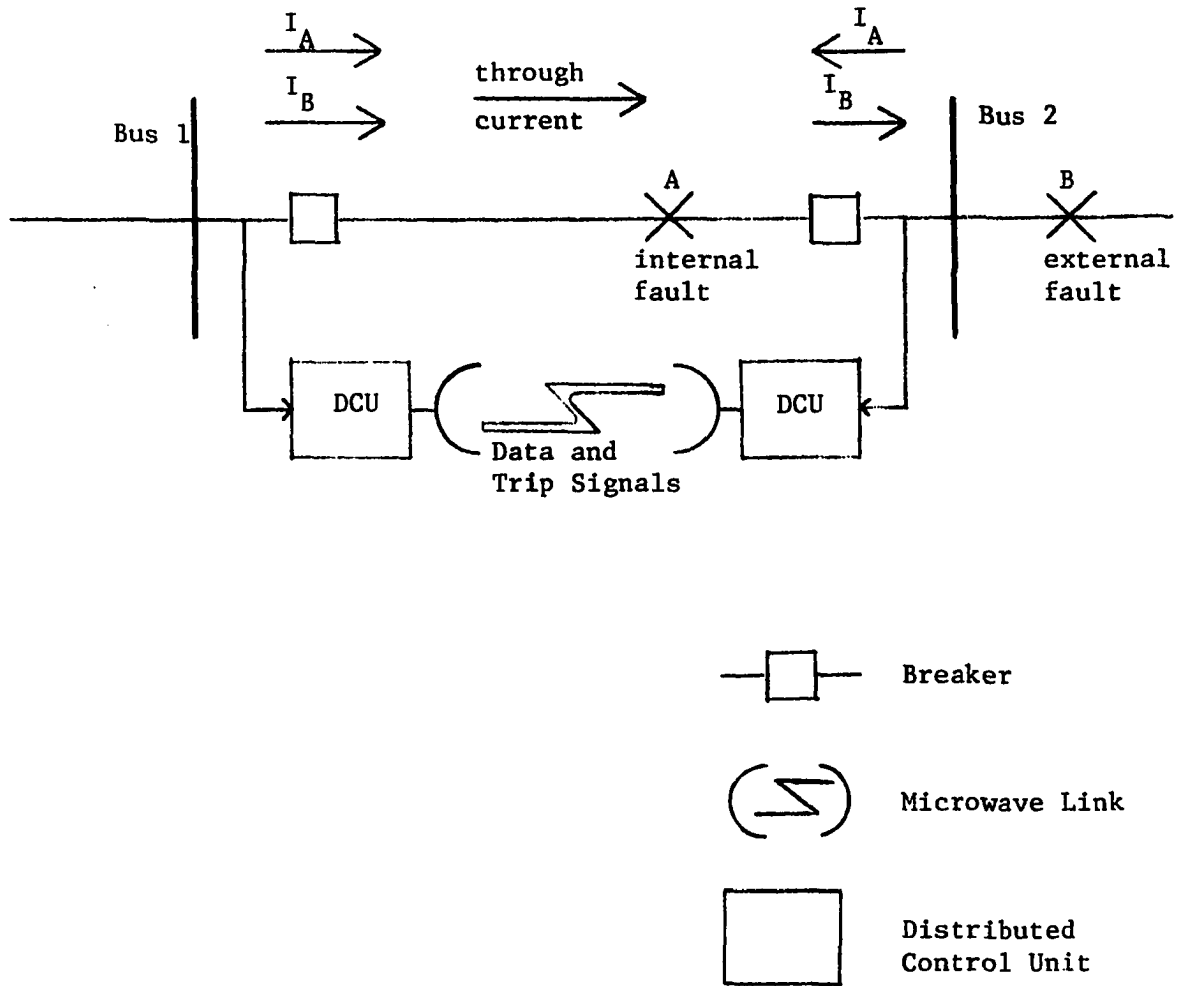 I_A
I_A
I_B
through
current
I_B
Bus 1
Bus 2
A
B
internal
fault
external
fault
DCU
DCU
Data and
Trip Signals
Breaker
Microwave Link
Distributed
Control Unit